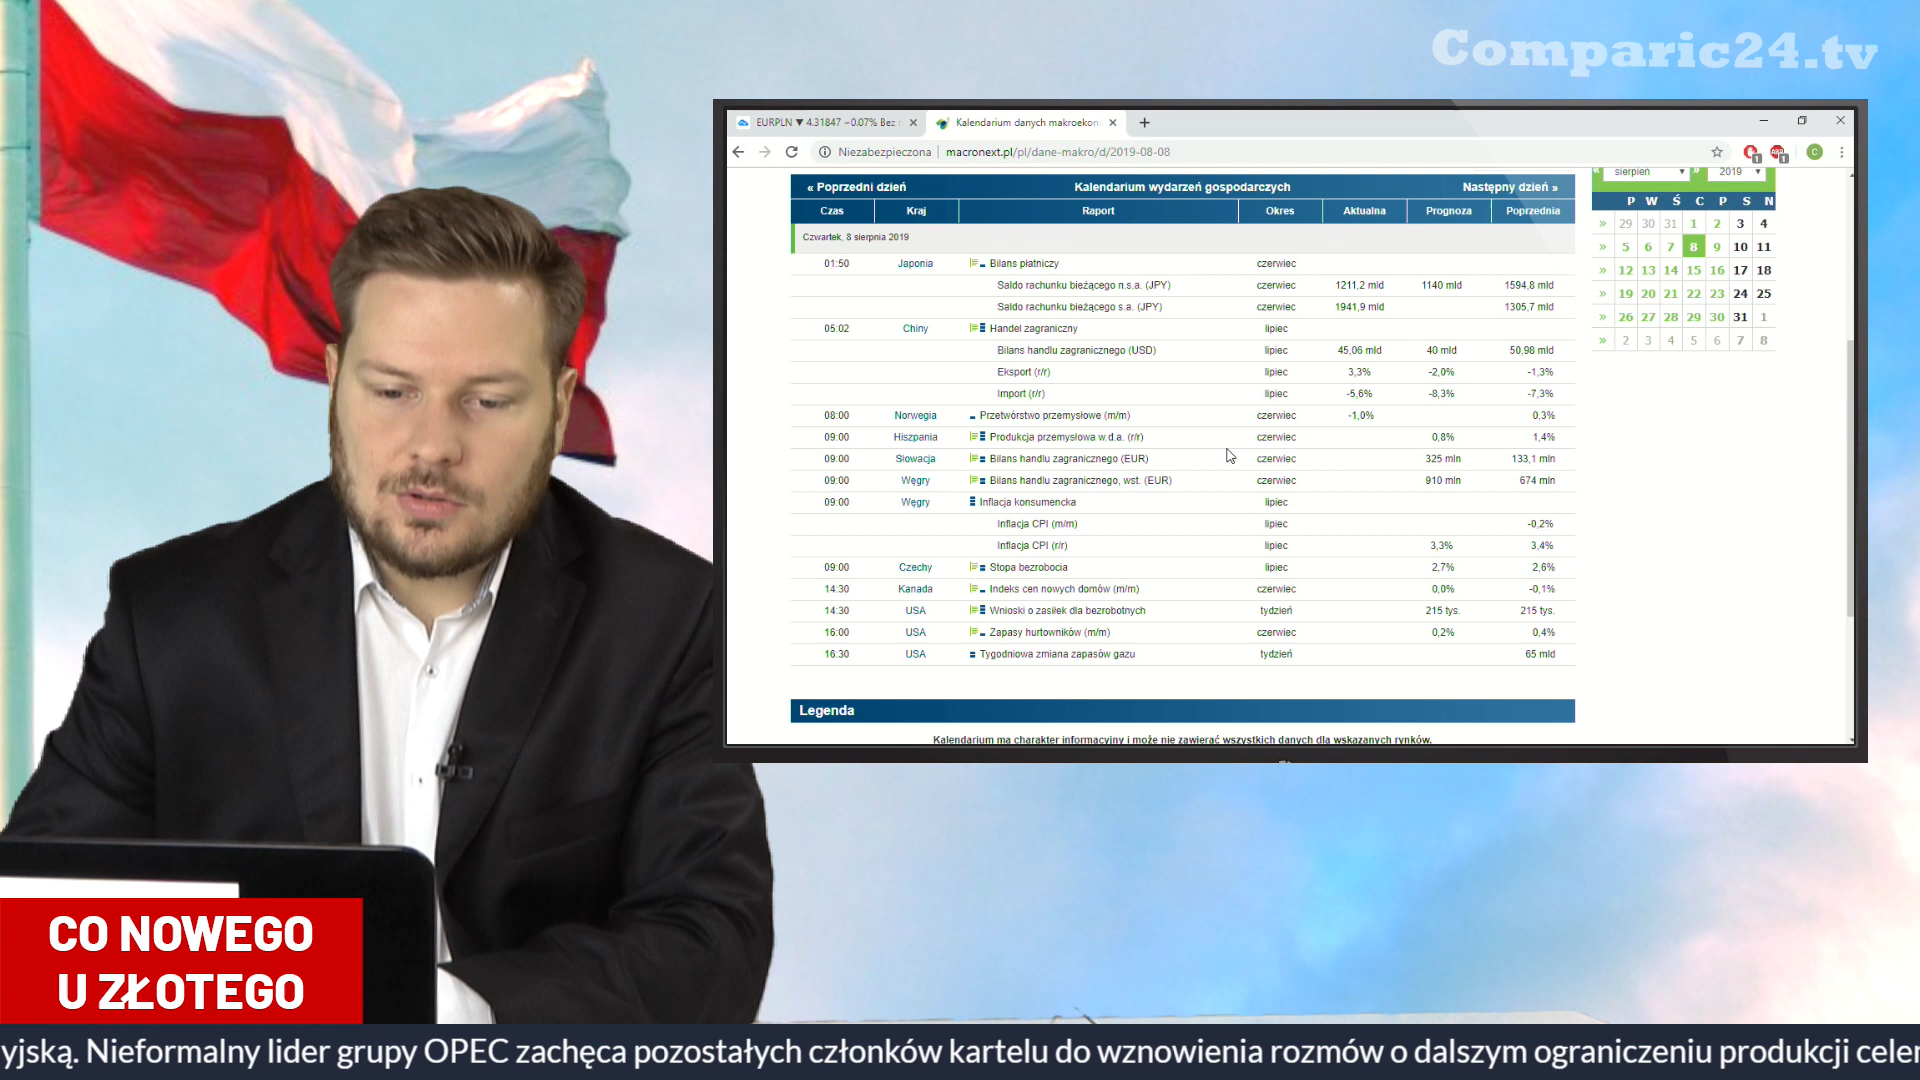 Comparic24.tv
EURPLN ▼ 4.31847 −0.07% Bez
Kalendarium danych makroekon
Niezabezpieczona | macronext.pl/pl/dane-makro/d/2019-08-08
« Poprzedni dzień Kalendarium wydarzeń gospodarczych Następny dzień »
Czas Kraj Raport Okres Aktualna Prognoza Poprzednia
Czwartek, 8 sierpnia 2019
01:50 Japonia Bilans płatniczy czerwiec
Saldo rachunku bieżącego n.s.a. (JPY) czerwiec 1211,2 mld 1140 mld 1594,8 mld
Saldo rachunku bieżącego s.a. (JPY) czerwiec 1941,9 mld 1305,7 mld
05:02 Chiny Handel zagraniczny lipiec
Bilans handlu zagranicznego (USD) lipiec 45,06 mld 40 mld 50,98 mld
Eksport (r/r) lipiec 3,3% -2,0% -1,3%
Import (r/r) lipiec -5,6% -8,3% -7,3%
08:00 Norwegia Przetwórstwo przemysłowe (m/m) czerwiec -1,0% 0,3%
09:00 Hiszpania Produkcja przemysłowa w.d.a. (r/r) czerwiec 0,8% 1,4%
09:00 Słowacja Bilans handlu zagranicznego (EUR) czerwiec 325 mln 133,1 mln
09:00 Węgry Bilans handlu zagranicznego, wst. (EUR) czerwiec 910 mln 674 mln
09:00 Węgry Inflacja konsumencka lipiec
Inflacja CPI (m/m) lipiec -0,2%
Inflacja CPI (r/r) lipiec 3,3% 3,4%
09:00 Czechy Stopa bezrobocia lipiec 2,7% 2,6%
14:30 Kanada Indeks cen nowych domów (m/m) czerwiec 0,0% -0,1%
14:30 USA Wnioski o zasiłek dla bezrobotnych tydzień 215 tys. 215 tys.
16:00 USA Zapasy hurtowników (m/m) czerwiec 0,2% 0,4%
16:30 USA Tygodniowa zmiana zapasów gazu tydzień 65 mld
Legenda
Kalendarium ma charakter informacyjny i może nie zawierać wszystkich danych dla wskazanych rynków.
« sierpień » 2019
P W Ś C P S N
» 29 30 31 1 2 3 4
» 5 6 7 8 9 10 11
» 12 13 14 15 16 17 18
» 19 20 21 22 23 24 25
» 26 27 28 29 30 31 1
» 2 3 4 5 6 7 8
CO NOWEGO
U ZŁOTEGO
yjską. Nieformalny lider grupy OPEC zachęca pozostałych członków kartelu do wznowienia rozmów o dalszym ograniczeniu produkcji celem